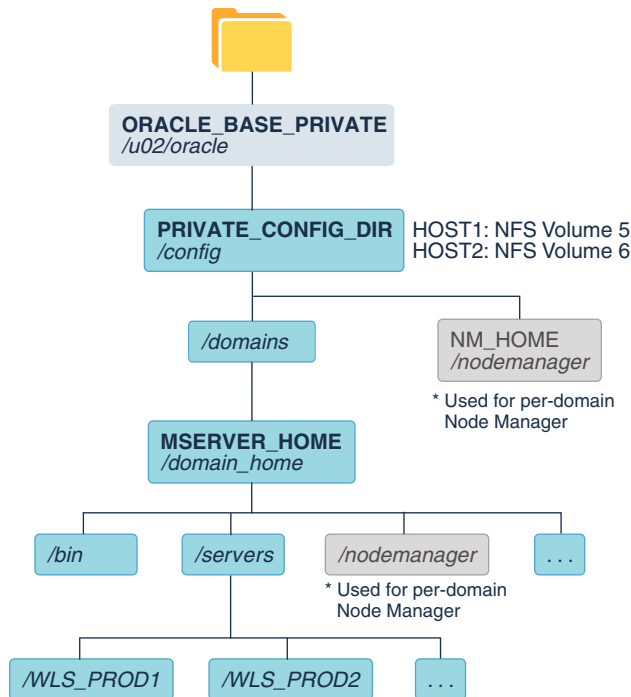 ORACLE_BASE_PRIVATE
/u02/oracle
PRIVATE_CONFIG_DIR
/config
HOST1: NFS Volume 5
HOST2: NFS Volume 6
/domains
NM_HOME
/nodemanager
* Used for per-domain
Node Manager
MSERVER_HOME
/domain_home
/bin
/servers
/nodemanager
. . .
* Used for per-domain
Node Manager
/WLS_PROD1
/WLS_PROD2
. . .